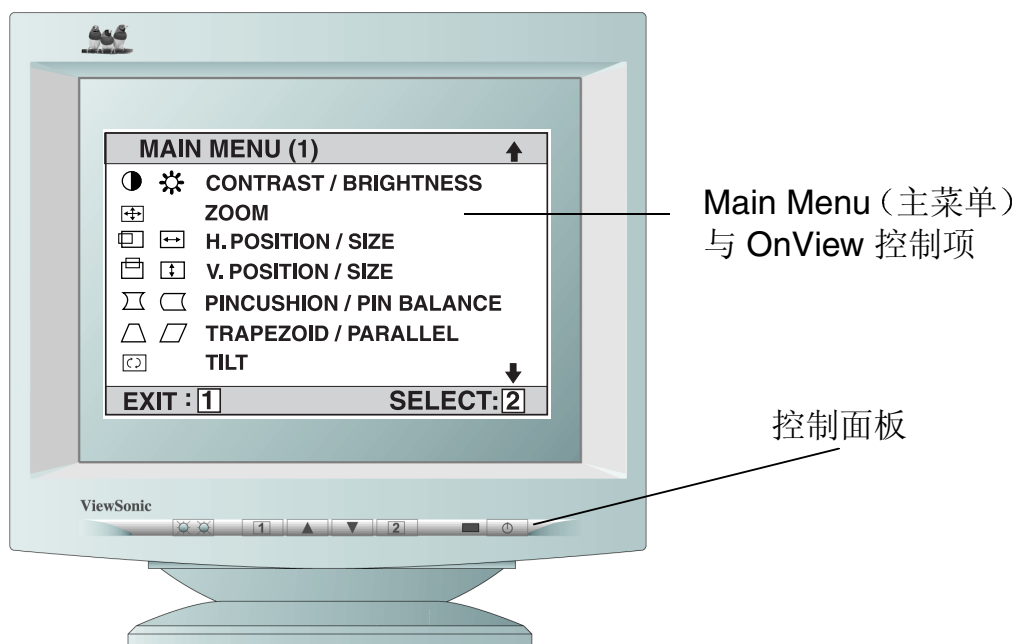 MAIN MENU (1)
CONTRAST / BRIGHTNESS
ZOOM
H. POSITION / SIZE
V. POSITION / SIZE
PINCUSHION / PIN BALANCE
TRAPEZOID / PARALLEL
TILT
EXIT : 1 SELECT: 2
Main Menu（主菜单）
与 OnView 控制项
控制面板
ViewSonic
1 2